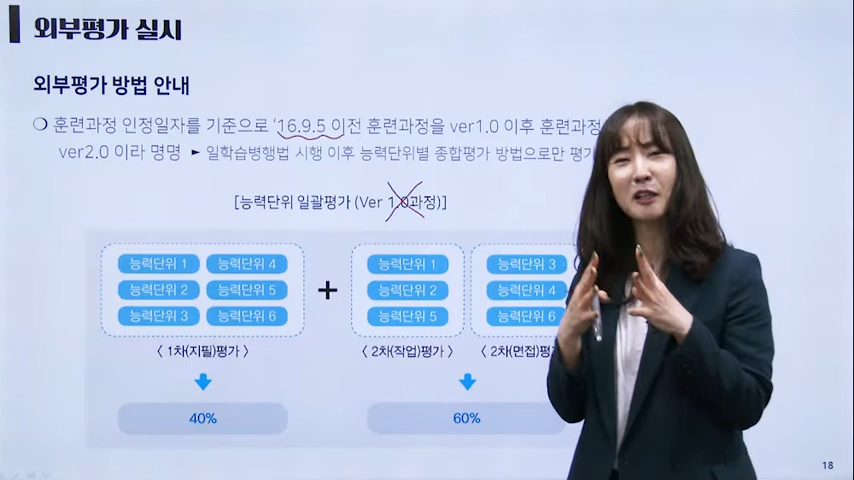 외부평가 실시
외부평가 방법 안내
❍ 훈련과정 인정일자를 기준으로 '16.9.5 이전 훈련과정을 ver1.0 이후 훈련과정
ver2.0 이라 명명 ► 일학습병행법 시행 이후 능력단위별 종합평가 방법으로만 평가
[능력단위 일괄평가 (Ver 1.0과정)]
능력단위 1 능력단위 4 능력단위 1 능력단위 3
능력단위 2 능력단위 5 + 능력단위 2 능력단위 4
능력단위 3 능력단위 6 능력단위 5 능력단위 6
< 1차(지필)평가 > < 2차(작업)평가 > < 2차(면접)평
40% 60%
18